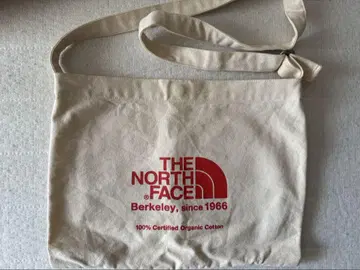 THE
NORTH
®FACE
Berkeley, since 1966
100% Certified Organic Cotton